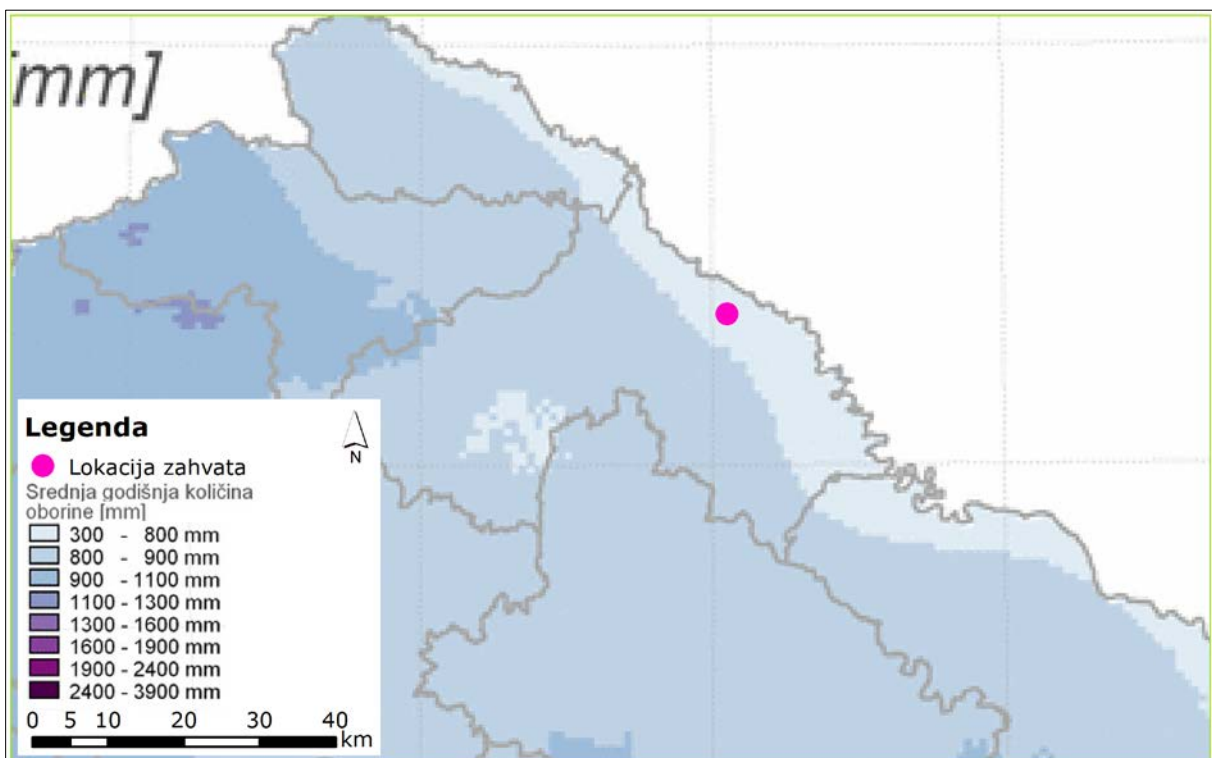 [mm]
Legenda
N
Lokacija zahvata
Srednja godišnja količina
oborine [mm]
300 - 800 mm
800 - 900 mm
900 - 1100 mm
1100 - 1300 mm
1300 - 1600 mm
1600 - 1900 mm
1900 - 2400 mm
2400 - 3900 mm
0 5 10 20 30 40
km